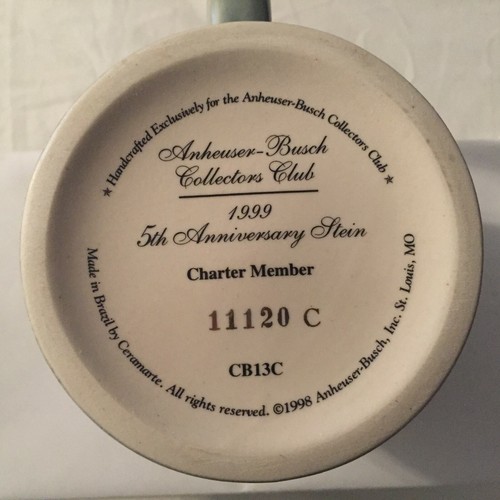 ★ Handcrafted Exclusively for the Anheuser-Busch Collectors Club ★
Anheuser-Busch
Collectors Club
1999
5th Anniversary Stein
Charter Member
11120 C
CB13C
Made in Brazil by Ceramarte. All rights reserved. ©1998 Anheuser-Busch, Inc. St. Louis, MO